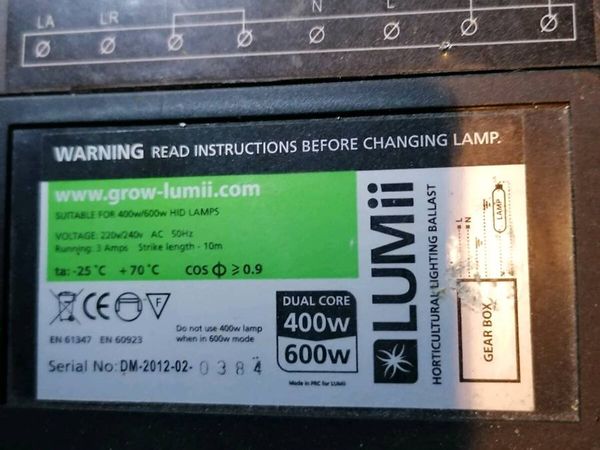 LA LR N L
WARNING READ INSTRUCTIONS BEFORE CHANGING LAMP.
www.grow-lumii.com
SUITABLE FOR 400w/600w HID LAMPS
VOLTAGE: 220v/240v AC 50Hz
Running: 3 Amps Strike length - 10m
ta: -25˚C +70˚C COS Φ ⩾ 0.9
CE F
EN 61347 EN 60923
Do not use 400w lamp
when in 600w mode
Serial No: DM-2012-02- 0384
DUAL CORE
400w
600w
Made in PRC for LUMii
LUMii
HORTICULTURAL LIGHTING BALLAST
L
N
LAMP
GEAR BOX